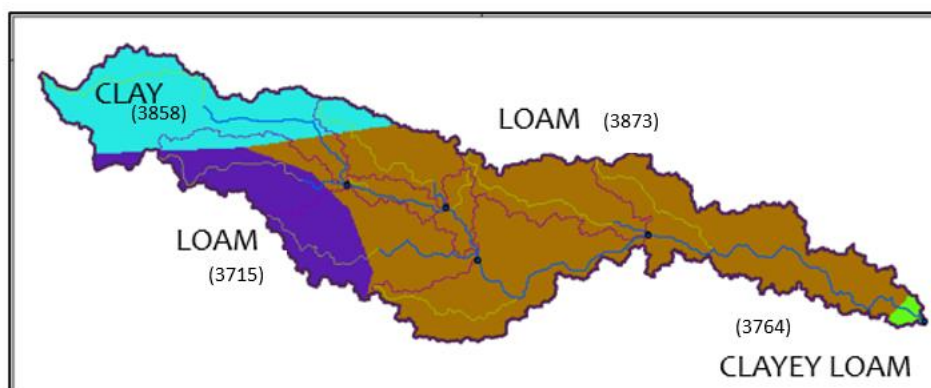 CLAY
(3858)
LOAM (3873)
LOAM
(3715)
(3764)
CLAYEY LOAM